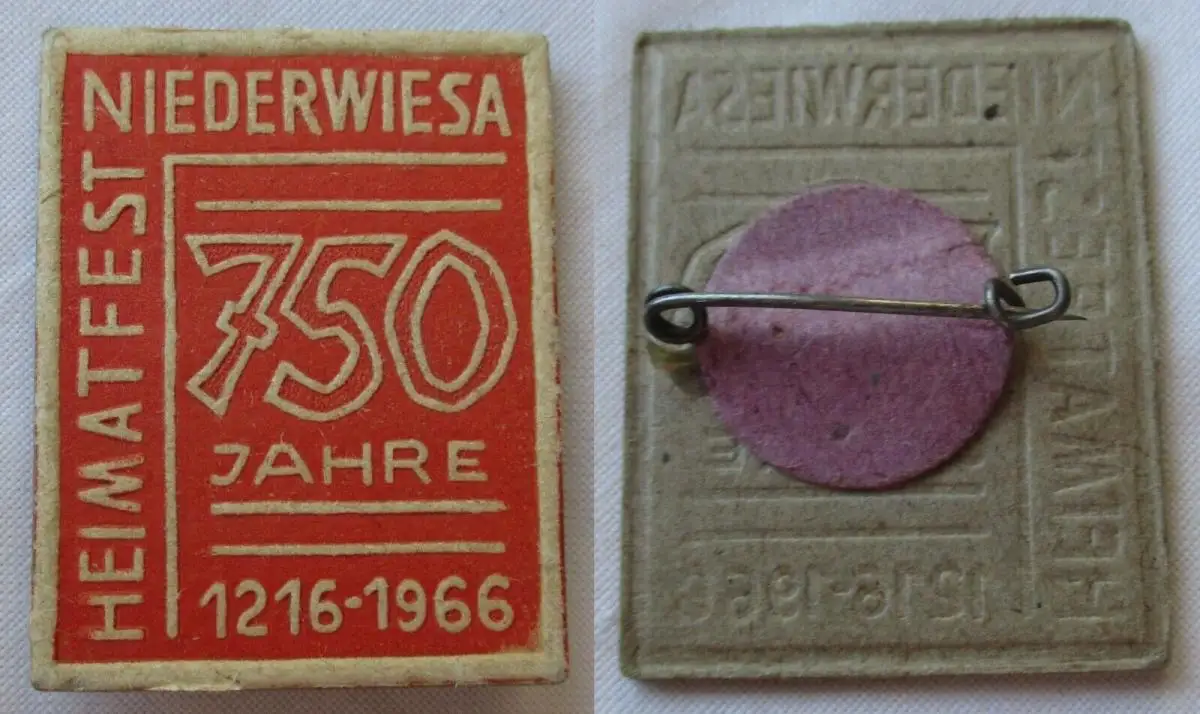 HEIMATFEST
NIEDERWIESA
750
JAHRE
1216-1966